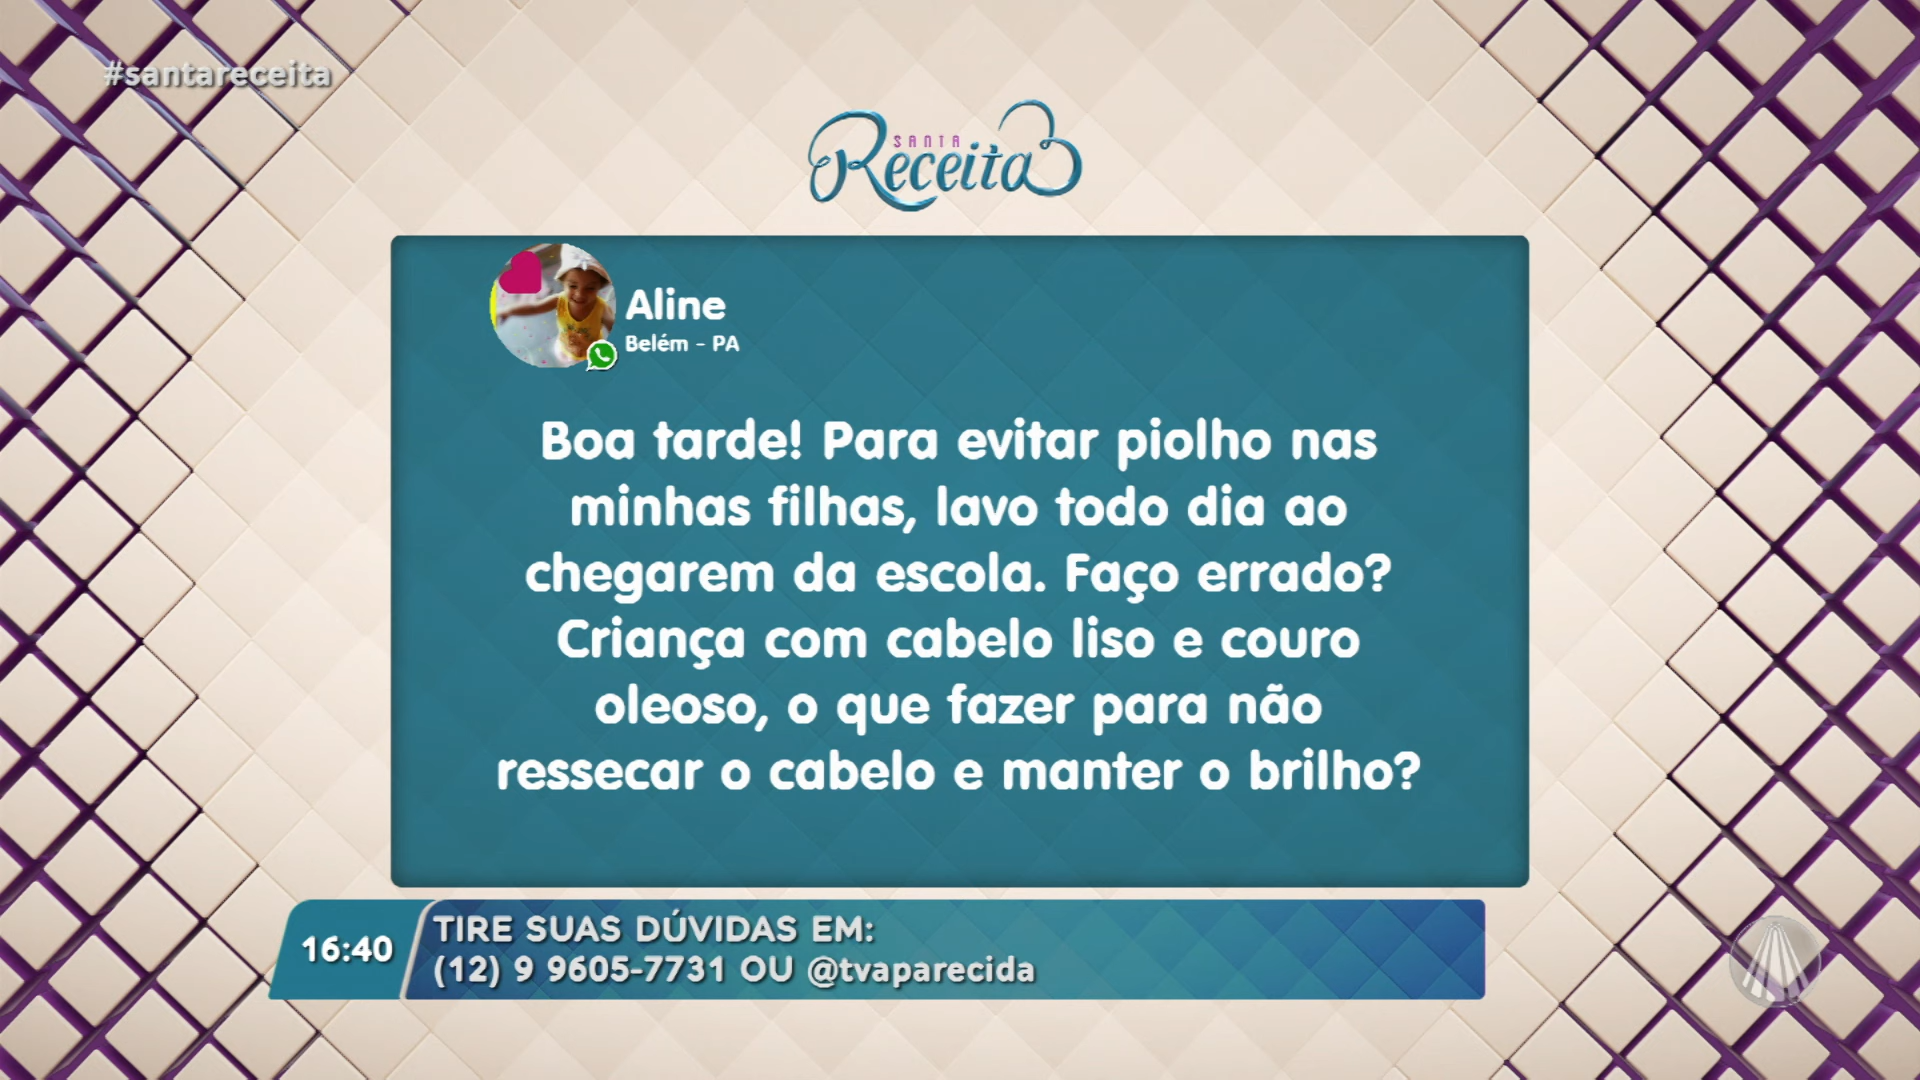 #santareceita
SANTA
Receita
Aline
Belém - PA
Boa tarde! Para evitar piolho nas
minhas filhas, lavo todo dia ao
chegarem da escola. Faço errado?
Criança com cabelo liso e couro
oleoso, o que fazer para não
ressecar o cabelo e manter o brilho?
16:40
TIRE SUAS DÚVIDAS EM:
(12) 9 9605-7731 OU @tvaparecida